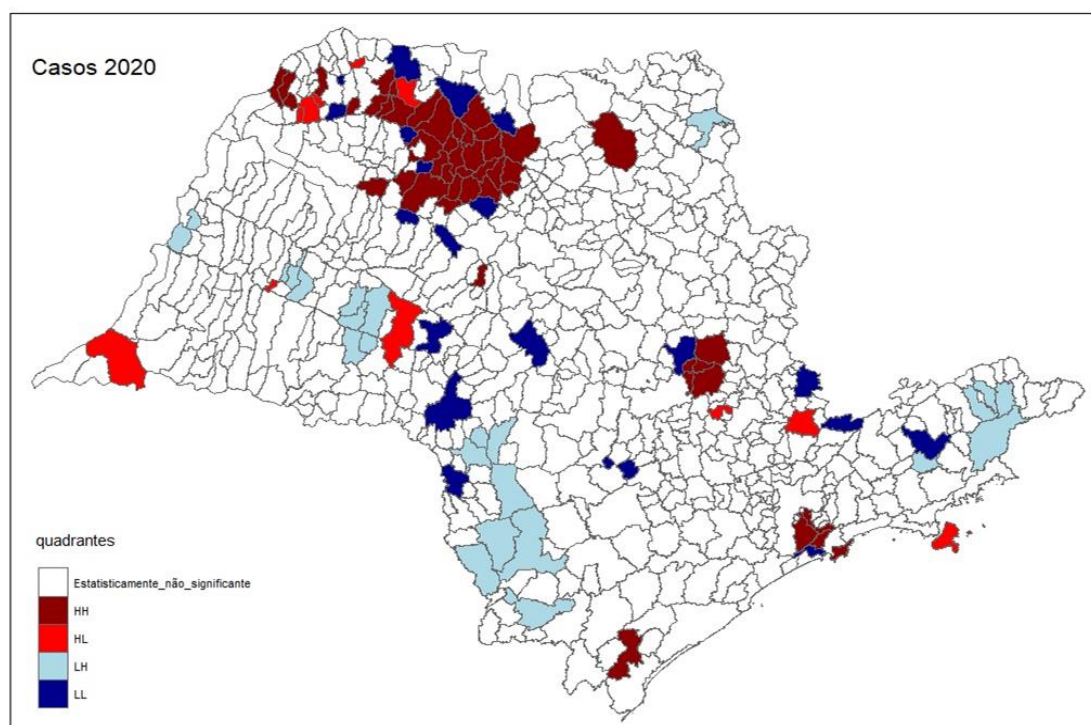 Casos 2020
quadrantes
Estatisticamente_não_significante
HH
HL
LH
LL